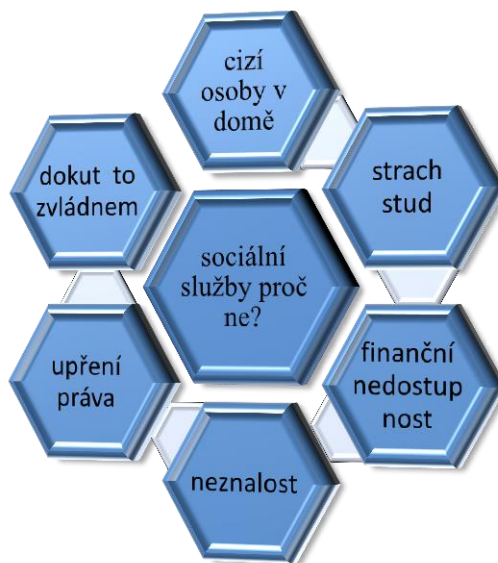 cizí
osoby v
domě
strach
stud
dokut to
zvládnem
sociální
služby proč
ne?
finanční
nedostup
nost
upření
práva
neznalost